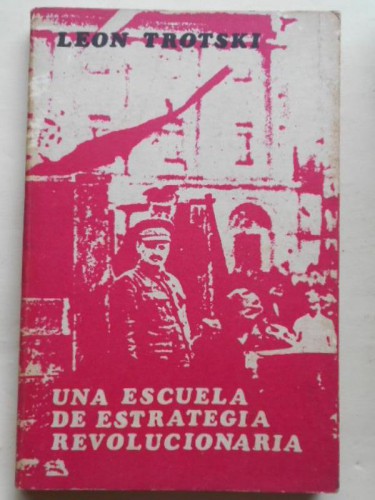 LEON TROTSKI
UNA ESCUELA
DE ESTRATEGIA
REVOLUCIONARIA